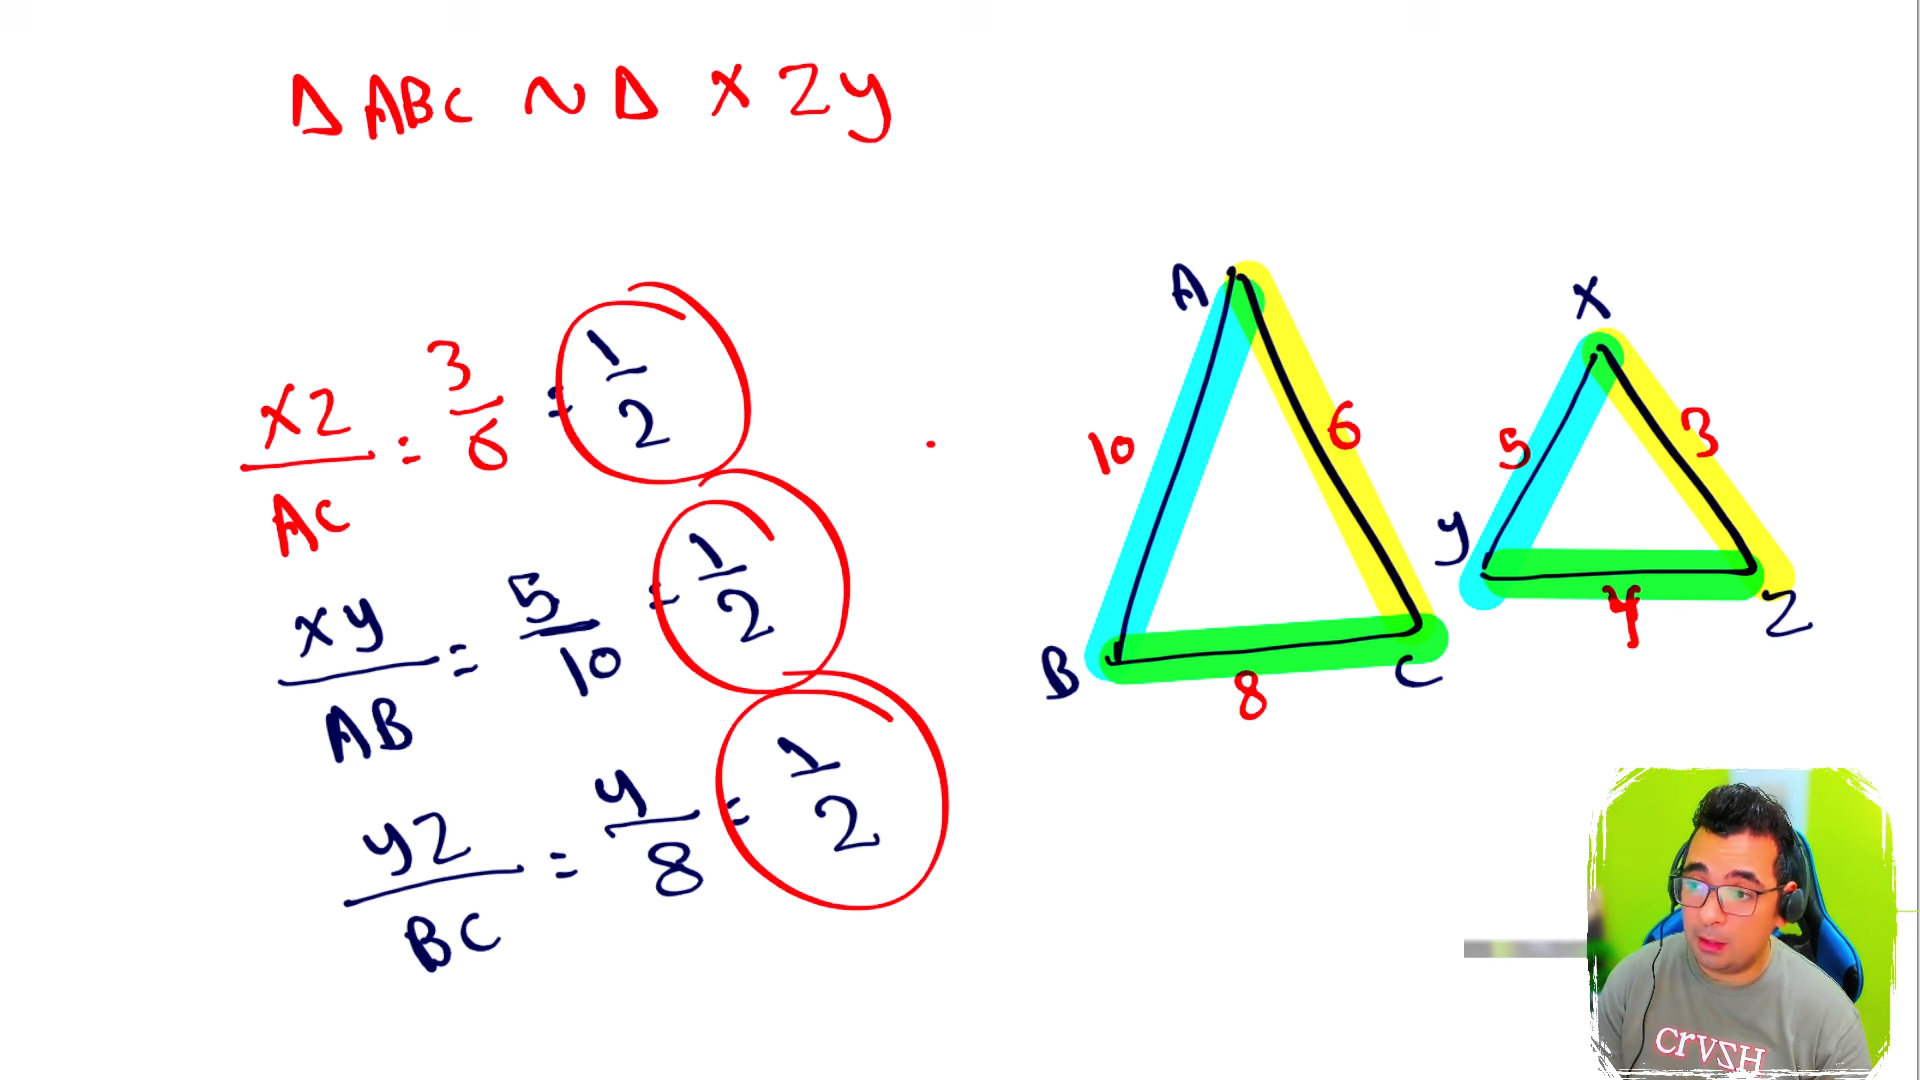 Δ ABC ~ Δ XZY
XZ/AC = 3/6 = 1/2
XY/AB = 5/10 = 1/2
YZ/BC = 4/8 = 1/2
A
10
6
B
8
C
X
5
3
Y
4
Z
CRVSH